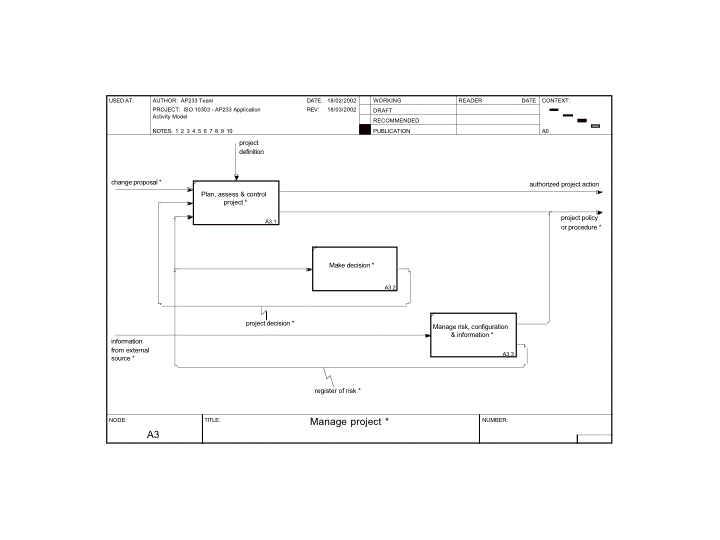 USED AT:
AUTHOR: AP233 Team
DATE: 18/02/2002
WORKING
READER
DATE
CONTEXT:
PROJECT: ISO 10303 - AP233 Application
Activity Model
REV: 18/03/2002
DRAFT
RECOMMENDED
NOTES: 1 2 3 4 5 6 7 8 9 10
PUBLICATION
A0
project
definition
change proposal *
Plan, assess & control
project *
A3.1
authorized project action
project policy
or procedure *
Make decision *
A3.2
project decision *
information
from external
source *
Manage risk, configuration
& information *
A3.3
register of risk *
NODE:
A3
TITLE:
Manage project *
NUMBER: